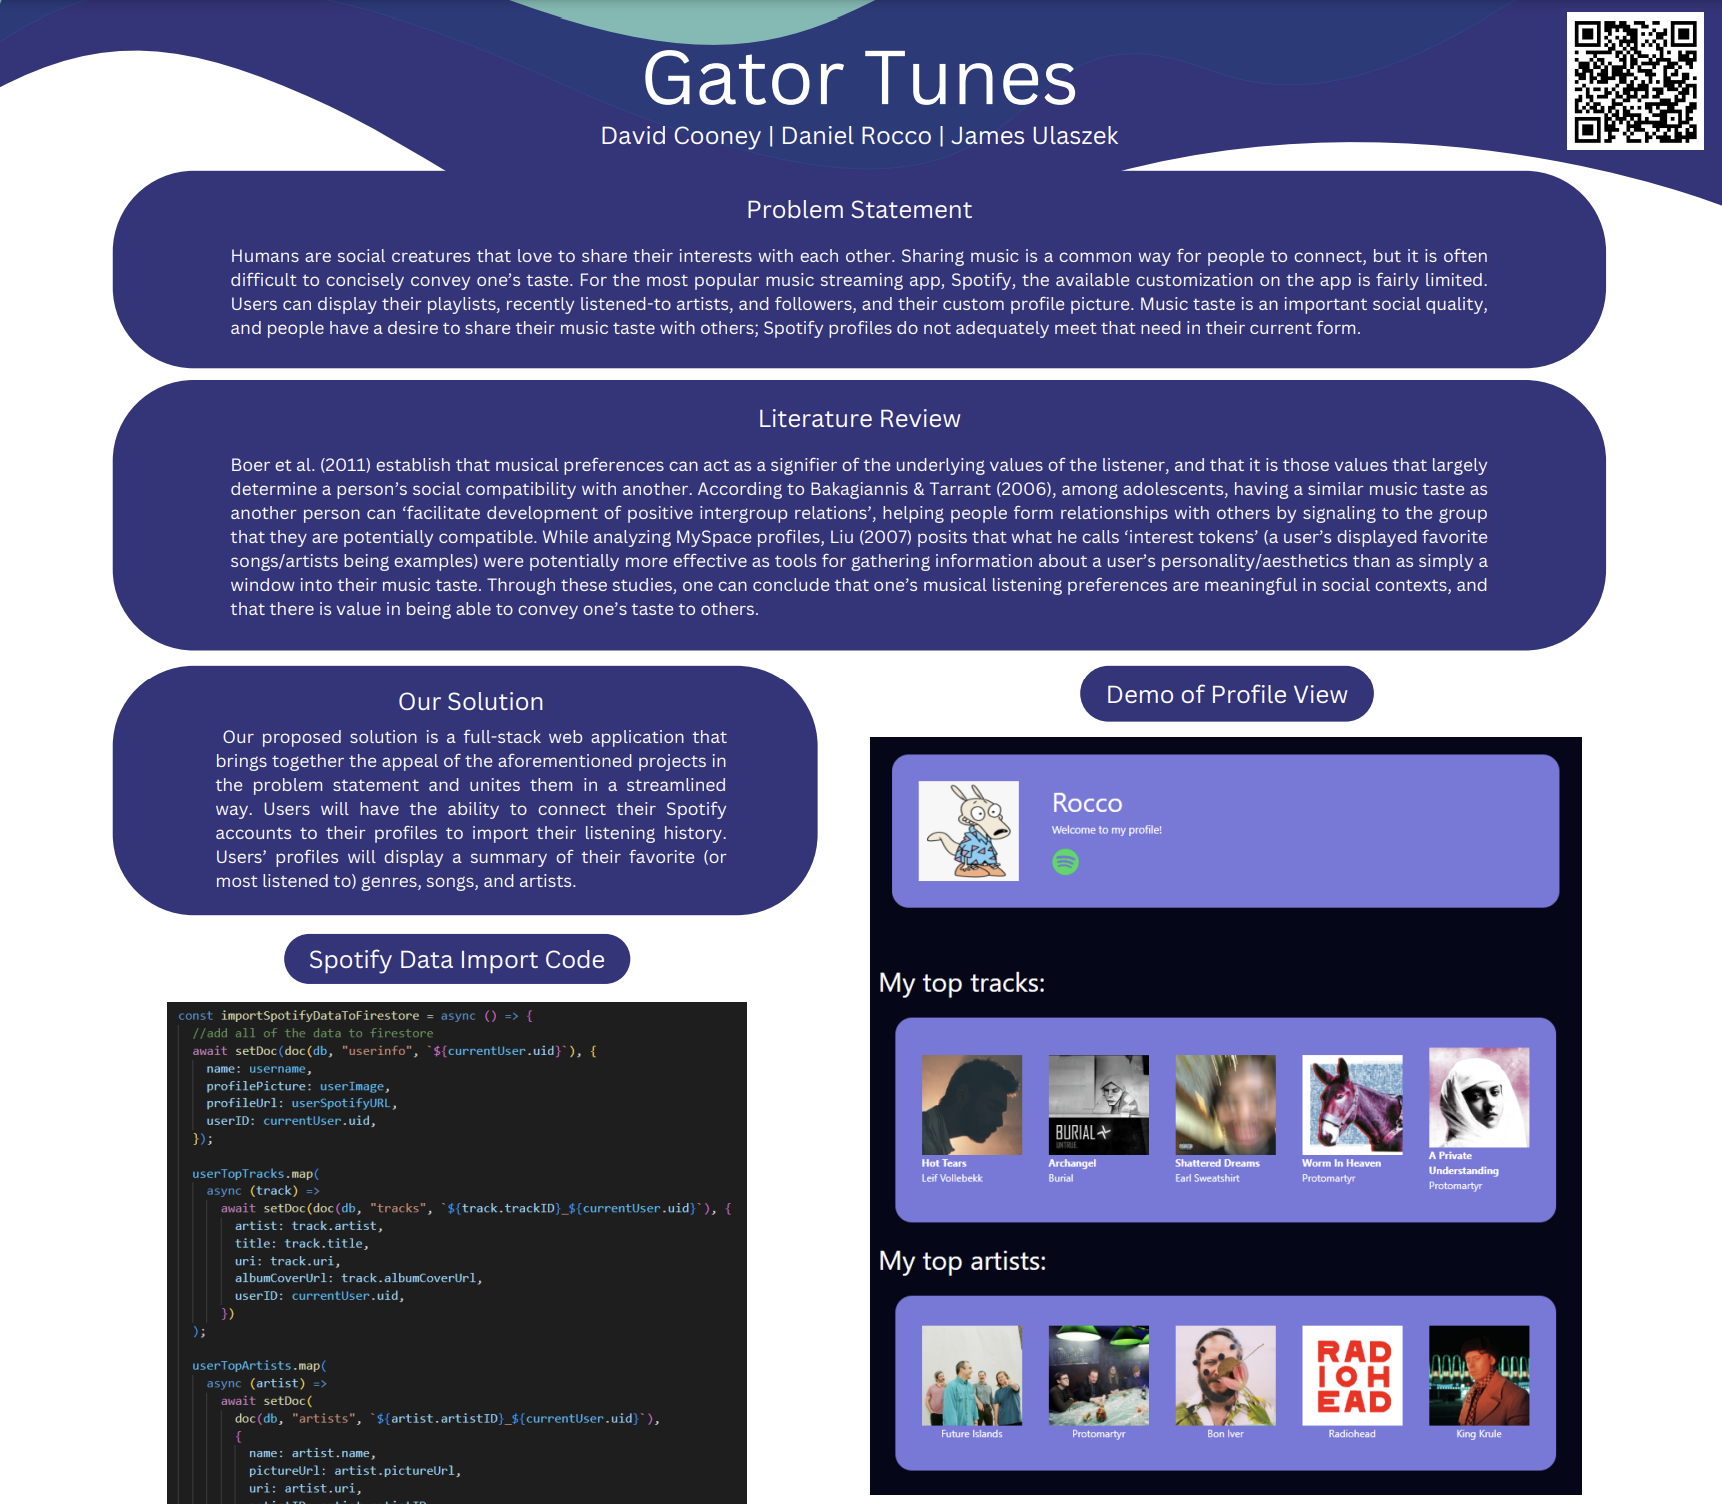 Gator Tunes
David Cooney | Daniel Rocco | James Ulaszek
Problem Statement
Humans are social creatures that love to share their interests with each other. Sharing music is a common way for people to connect, but it is often
difficult to concisely convey one’s taste. For the most popular music streaming app, Spotify, the available customization on the app is fairly limited.
Users can display their playlists, recently listened-to artists, and followers, and their custom profile picture. Music taste is an important social quality,
and people have a desire to share their music taste with others; Spotify profiles do not adequately meet that need in their current form.
Literature Review
Boer et al. (2011) establish that musical preferences can act as a signifier of the underlying values of the listener, and that it is those values that largely
determine a person’s social compatibility with another. According to Bakagiannis & Tarrant (2006), among adolescents, having a similar music taste as
another person can ‘facilitate development of positive intergroup relations’, helping people form relationships with others by signaling to the group
that they are potentially compatible. While analyzing MySpace profiles, Liu (2007) posits that what he calls ‘interest tokens’ (a user’s displayed favorite
songs/artists being examples) were potentially more effective as tools for gathering information about a user’s personality/aesthetics than as simply a
window into their music taste. Through these studies, one can conclude that one’s musical listening preferences are meaningful in social contexts, and
that there is value in being able to convey one’s taste to others.
Our Solution
Our proposed solution is a full-stack web application that
brings together the appeal of the aforementioned projects in
the problem statement and unites them in a streamlined
way. Users will have the ability to connect their Spotify
accounts to their profiles to import their listening history.
Users’ profiles will display a summary of their favorite (or
most listened to) genres, songs, and artists.
Spotify Data Import Code
const importSpotifyDataToFirestore = async () => {
//add all of the data to firestore
await setDoc(doc(db, "userinfo", `${currentUser.uid}`), {
name: username,
profilePicture: userImage,
profileUrl: userSpotifyURL,
userID: currentUser.uid,
});
userTopTracks.map(
async (track) =>
await setDoc(doc(db, "tracks", `${track.trackID}_${currentUser.uid}`), {
artist: track.artist,
title: track.title,
uri: track.uri,
albumCoverUrl: track.albumCoverUrl,
userID: currentUser.uid,
})
);
userTopArtists.map(
async (artist) =>
await setDoc(
doc(db, "artists", `${artist.artistID}_${currentUser.uid}`),
{
name: artist.name,
pictureUrl: artist.pictureUrl,
uri: artist.uri,
Demo of Profile View
Rocco
Welcome to my profile!
My top tracks:
BURIAL
UNTRUE
Hot Tears
Leif Vollebekk
Archangel
Burial
Shattered Dreams
Earl Sweatshirt
Worm In Heaven
Protomartyr
A Private
Understanding
Protomartyr
My top artists:
RAD
IOH
EAD
Future Islands
Protomartyr
Bon Iver
Radiohead
King Krule